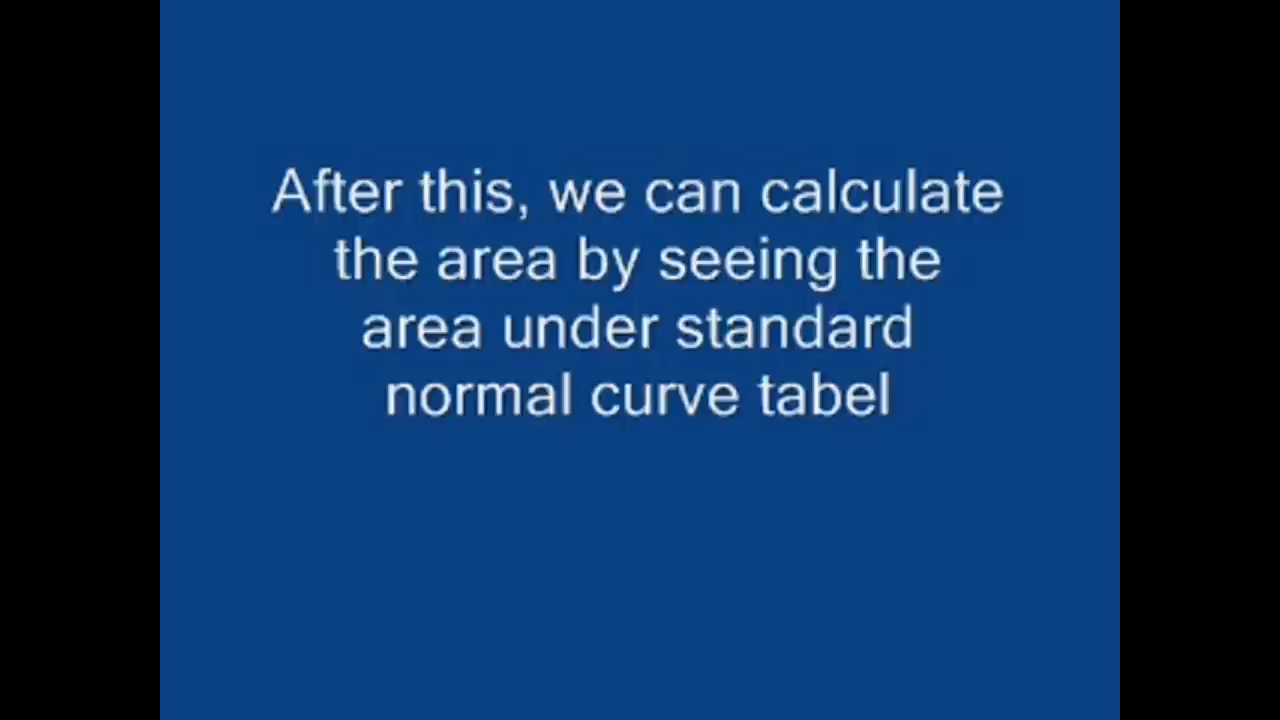 After this, we can calculate
the area by seeing the
area under standard
normal curve tabel